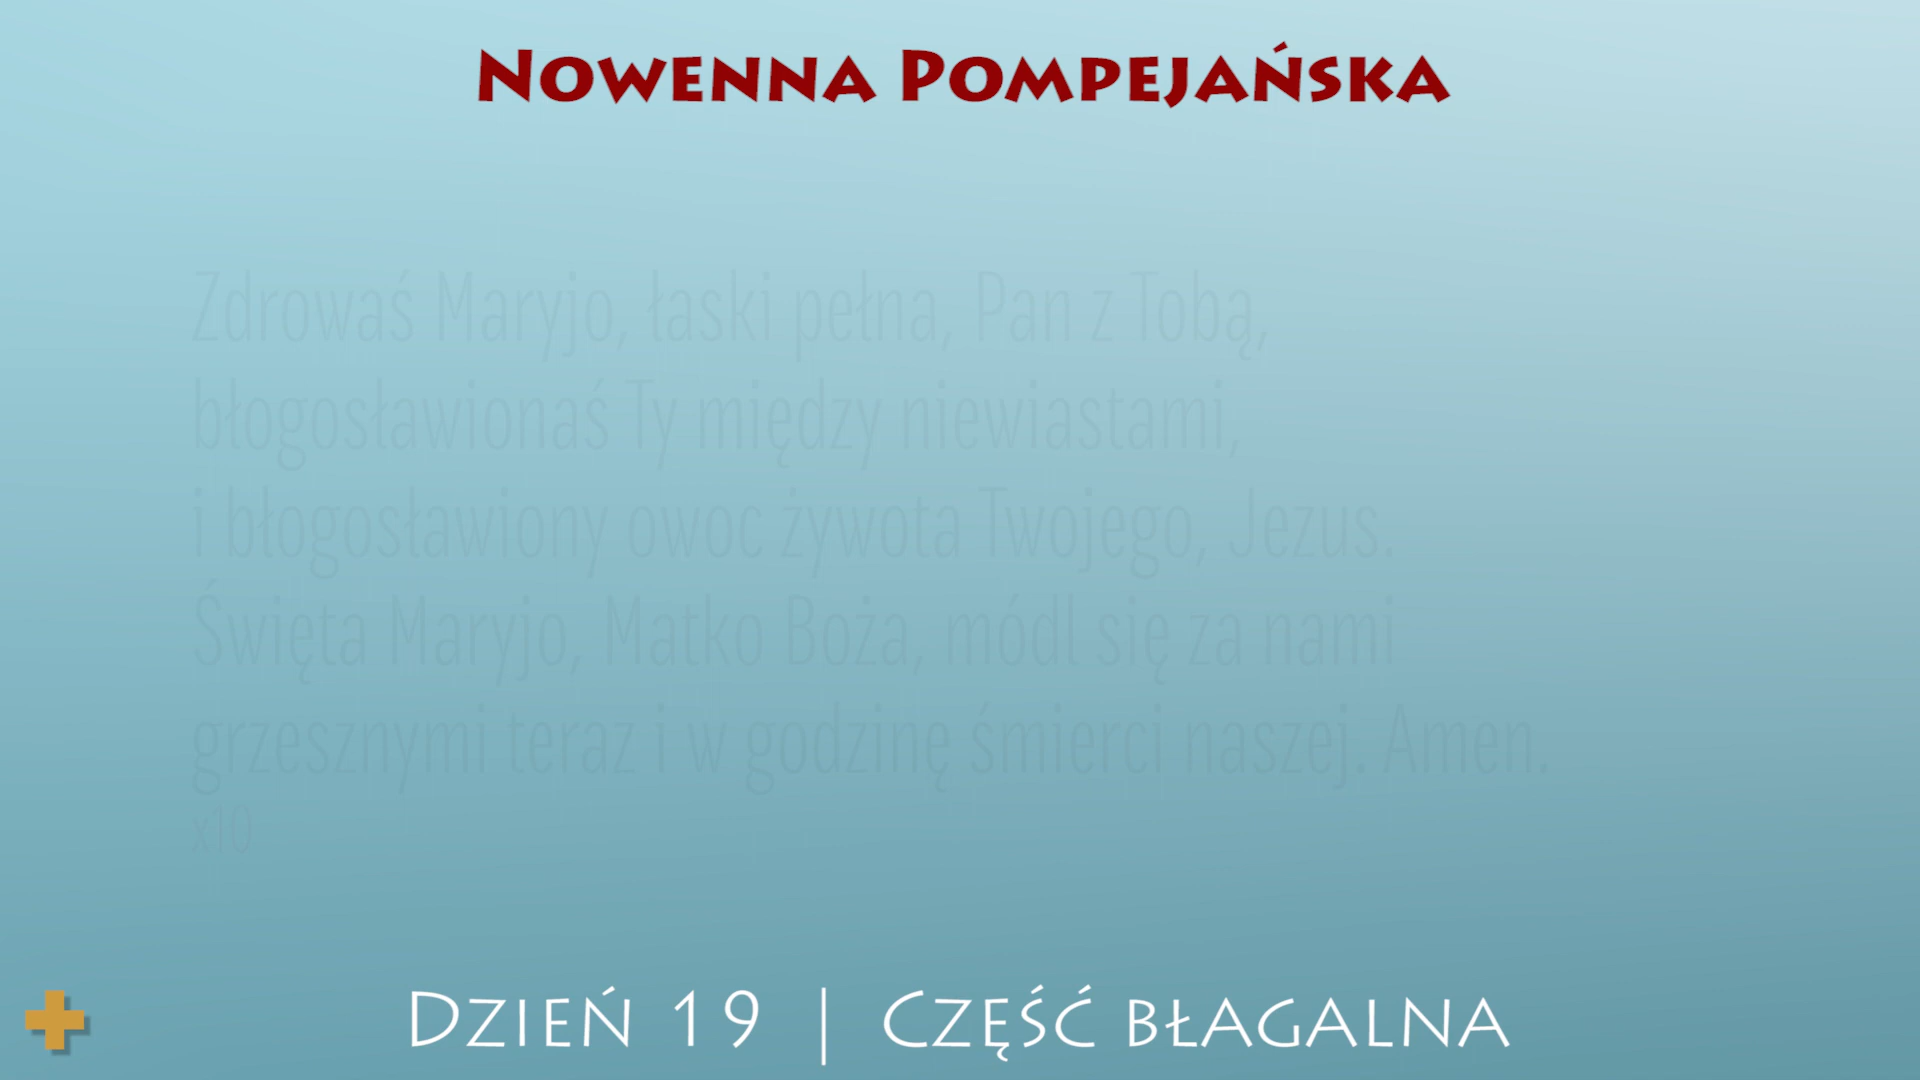 Nowenna Pompejańska
Zdrowaś Maryjo, łaski pełna, Pan z Tobą,
błogosławionaś Ty między niewiastami,
i błogosławiony owoc żywota Twojego, Jezus.
Święta Maryjo, Matko Boża, módl się za nami
grzesznymi teraz i w godzinę śmierci naszej. Amen.
x10
Dzień 19 | Część błagalna